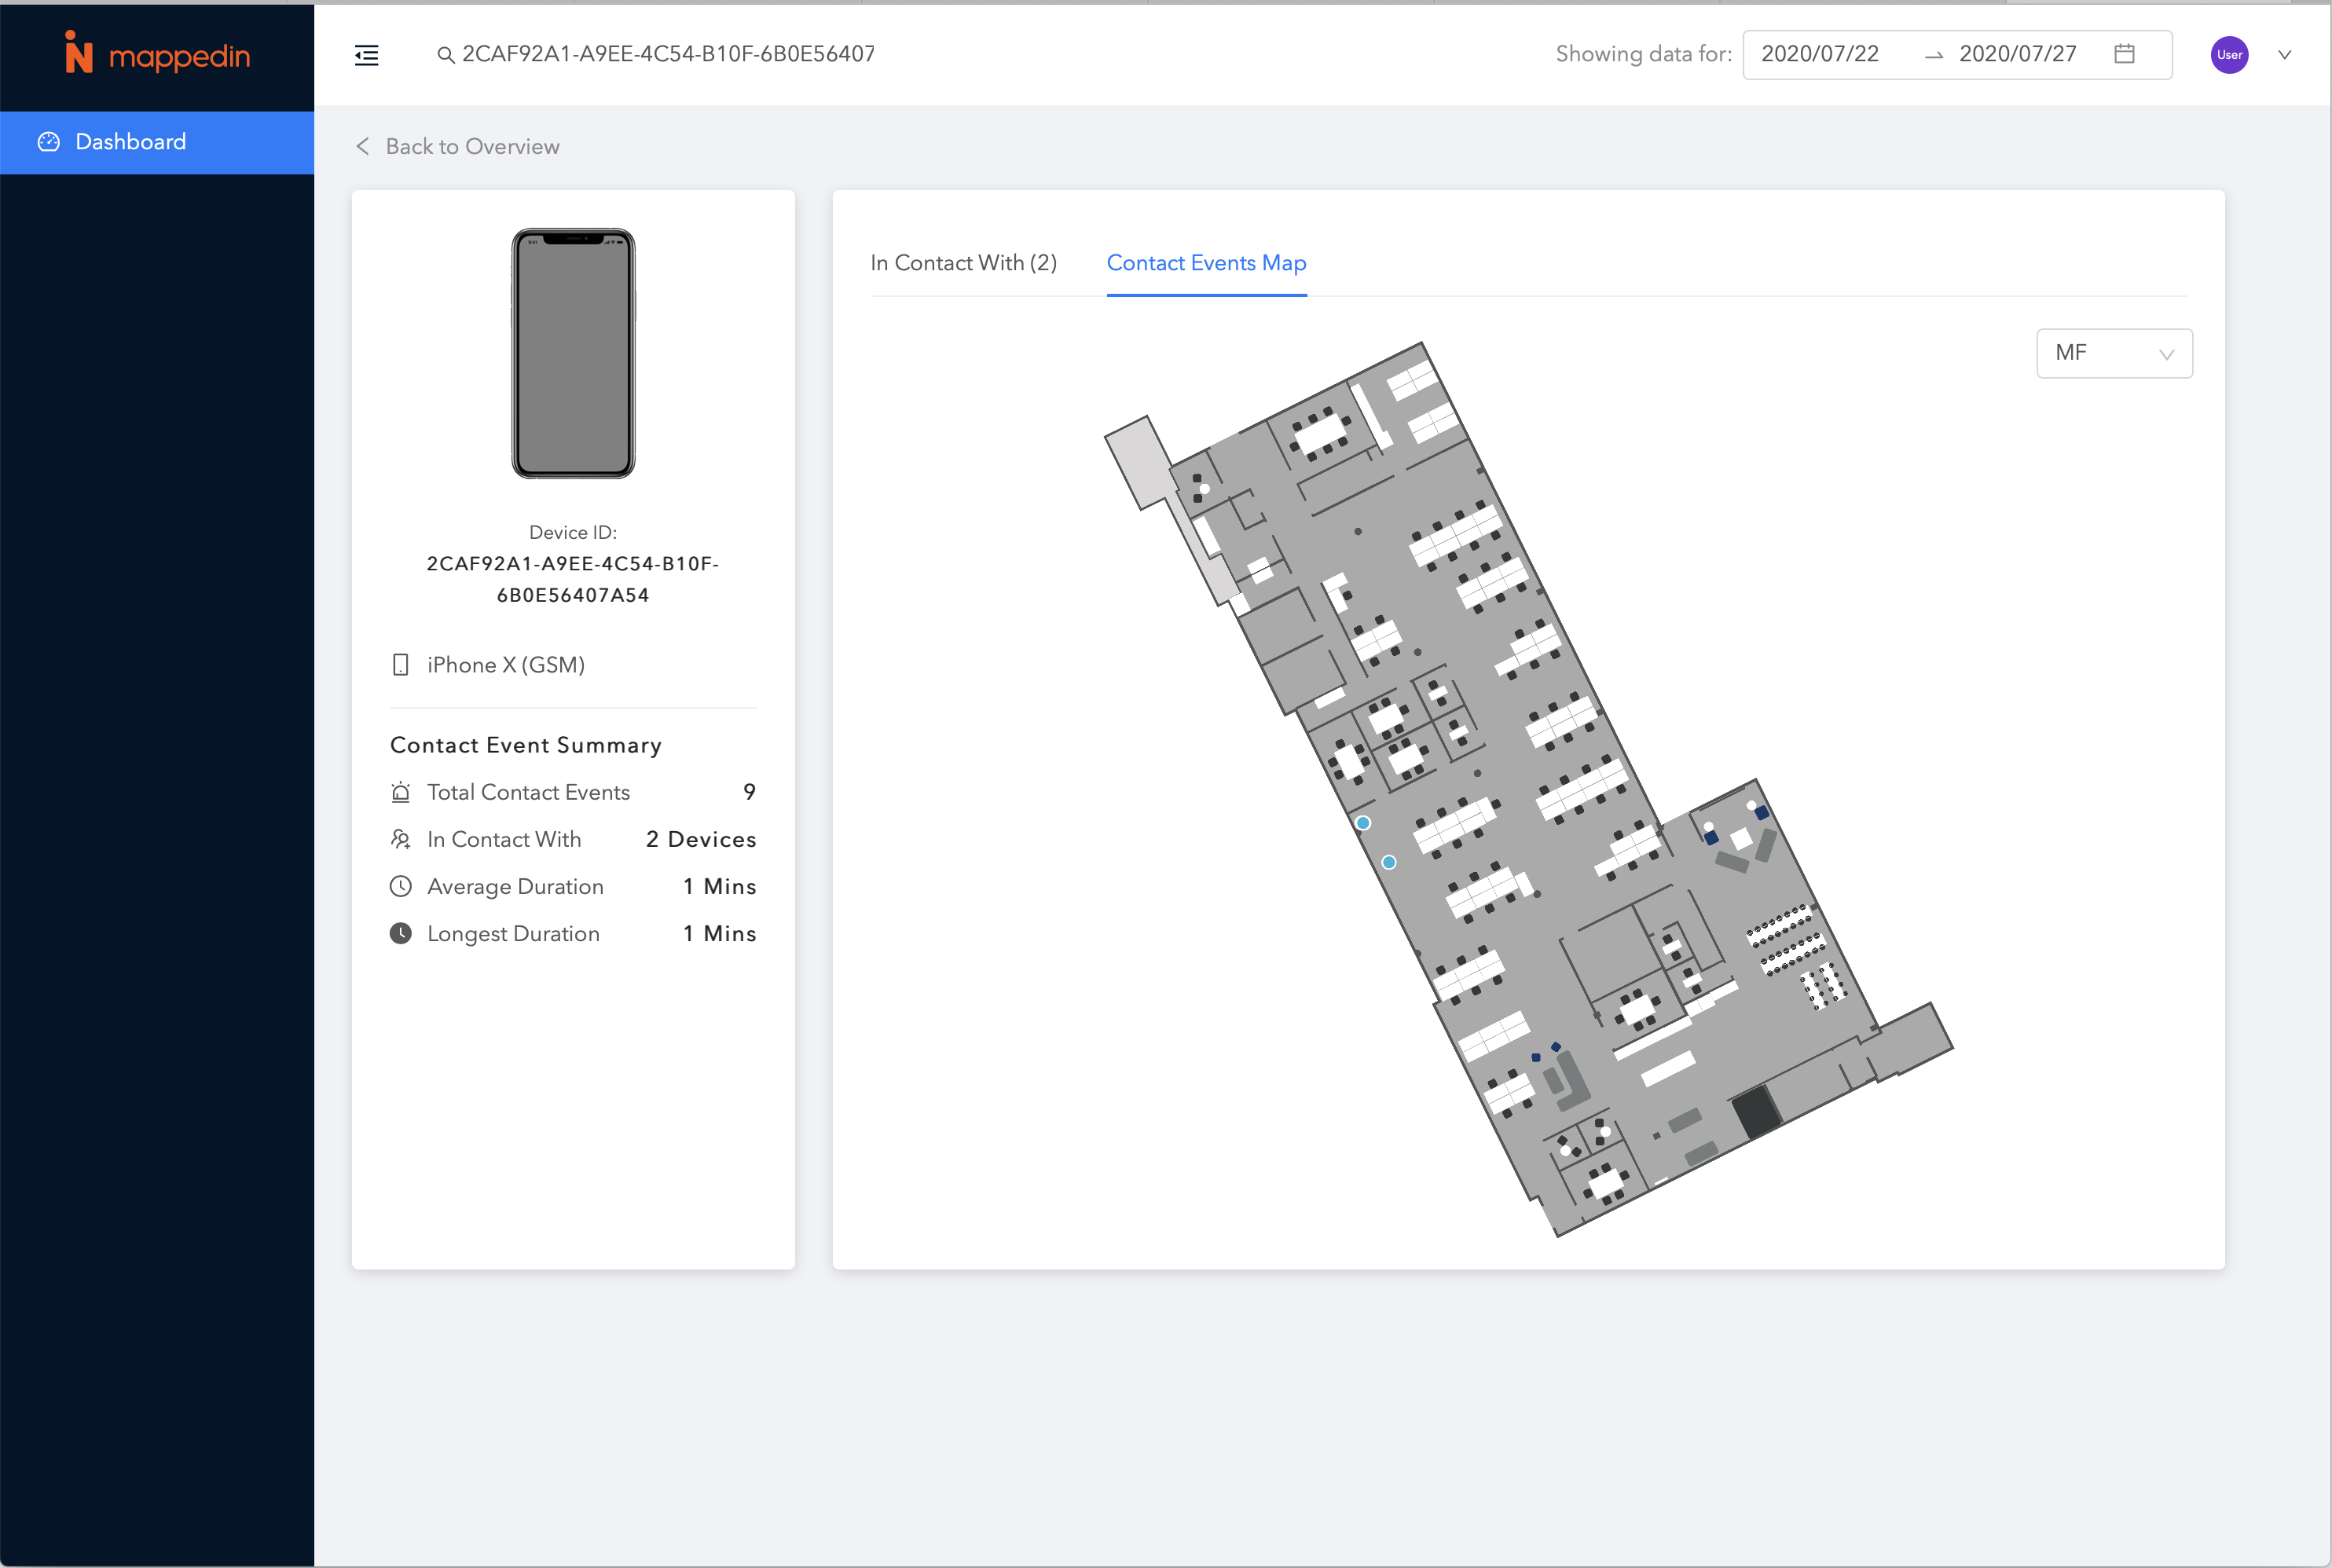 mappedin
2CAF92A1-A9EE-4C54-B10F-6B0E56407
Showing data for:
2020/07/22
2020/07/27
User
Dashboard
Back to Overview
Device ID:
2CAF92A1-A9EE-4C54-B10F-
6B0E56407A54
iPhone X (GSM)
Contact Event Summary
Total Contact Events 9
In Contact With 2 Devices
Average Duration 1 Mins
Longest Duration 1 Mins
In Contact With (2)
Contact Events Map
MF